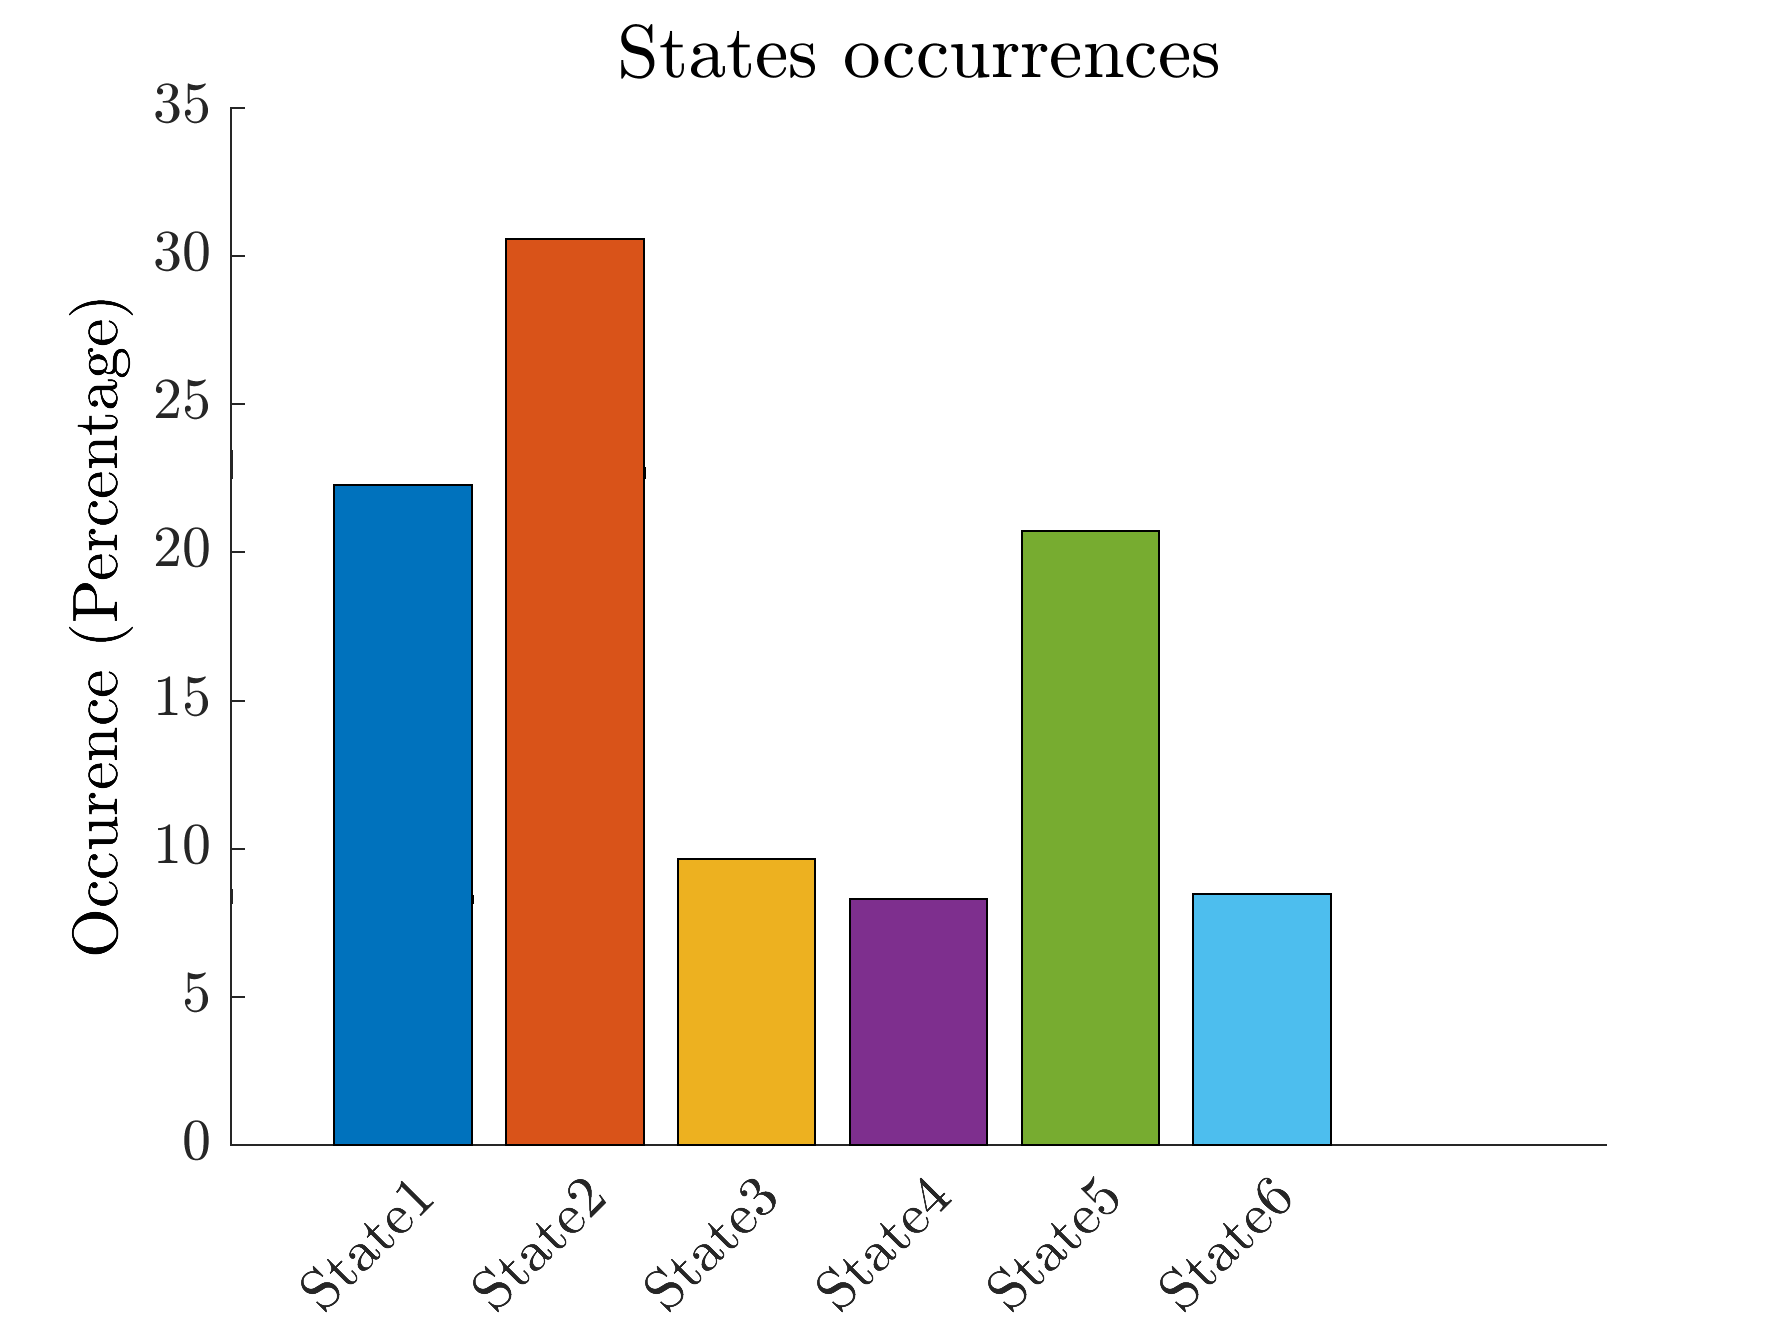 States occurrences
Occurence (Percentage)
35
30
25
20
15
10
5
0
State1
State2
State3
State4
State5
State6